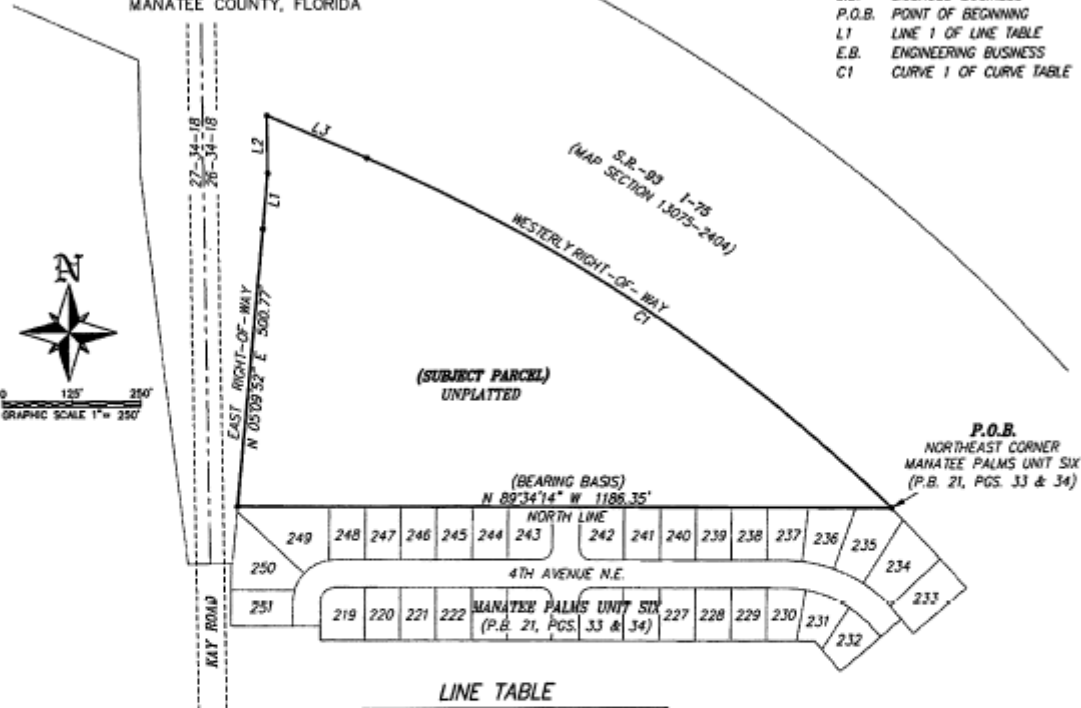 MANATEE COUNTY, FLORIDA
P.O.B. POINT OF BEGINNING
L1 LINE 1 OF LINE TABLE
E.B. ENGINEERING BUSINESS
C1 CURVE 1 OF CURVE TABLE
27-34-18
26-34-18
L3
L2
L1
S.R.-93 I-75
(MAP SECTION 13075-2404)
WESTERLY RIGHT-OF-WAY
C1
N
0 125' 250'
GRAPHIC SCALE 1"= 250'
EAST RIGHT-OF-WAY
N 05°09'52" E 500.77'
(SUBJECT PARCEL)
UNPLATTED
P.O.B.
NORTHEAST CORNER
MANATEE PALMS UNIT SIX
(P.B. 21, PGS. 33 & 34)
(BEARING BASIS)
N 89°34'14" W 1186.35'
NORTH LINE
249 248 247 246 245 244 243 242 241 240 239 238 237 236 235
250 234
4TH AVENUE N.E.
251 233
219 220 221 222 227 228 229 230 231
232
MANATEE PALMS UNIT SIX
(P.B. 21, PGS. 33 & 34)
KAY ROAD
LINE TABLE